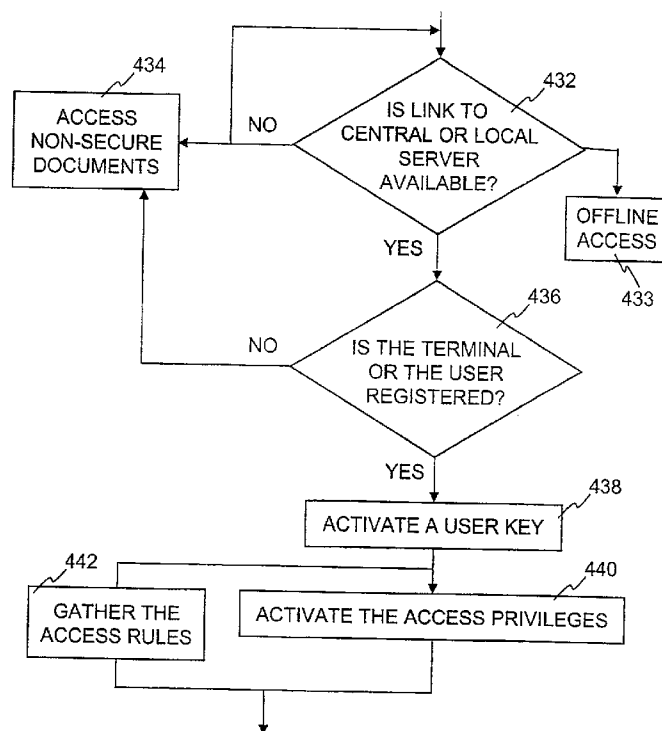 434
ACCESS
NON-SECURE
DOCUMENTS
NO
432
IS LINK TO
CENTRAL OR LOCAL
SERVER
AVAILABLE?
OFFLINE
ACCESS
433
YES
436
NO
IS THE TERMINAL
OR THE USER
REGISTERED?
YES
438
ACTIVATE A USER KEY
442
GATHER THE
ACCESS RULES
440
ACTIVATE THE ACCESS PRIVILEGES